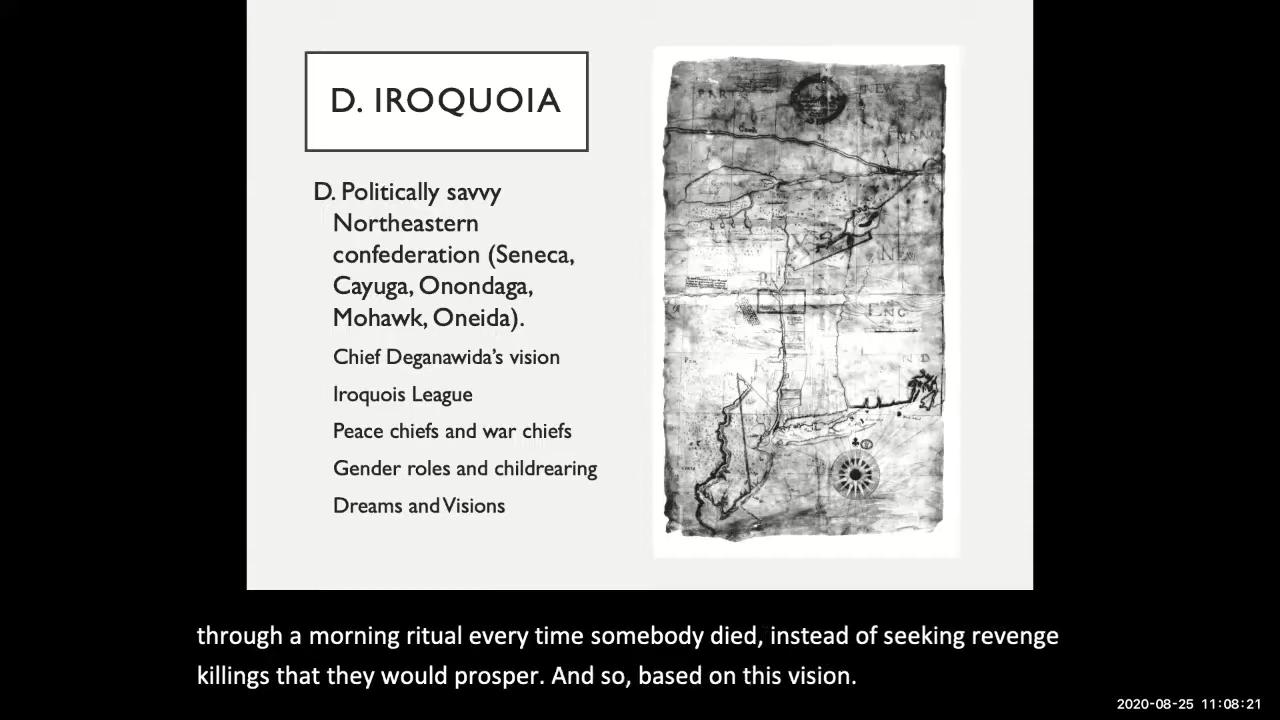 D. IROQUOIA
D. Politically savvy
Northeastern
confederation (Seneca,
Cayuga, Onondaga,
Mohawk, Oneida).
Chief Deganawida's vision
Iroquois League
Peace chiefs and war chiefs
Gender roles and childrearing
Dreams and Visions
through a morning ritual every time somebody died, instead of seeking revenge
killings that they would prosper. And so, based on this vision.
2020-08-25 11:08:21